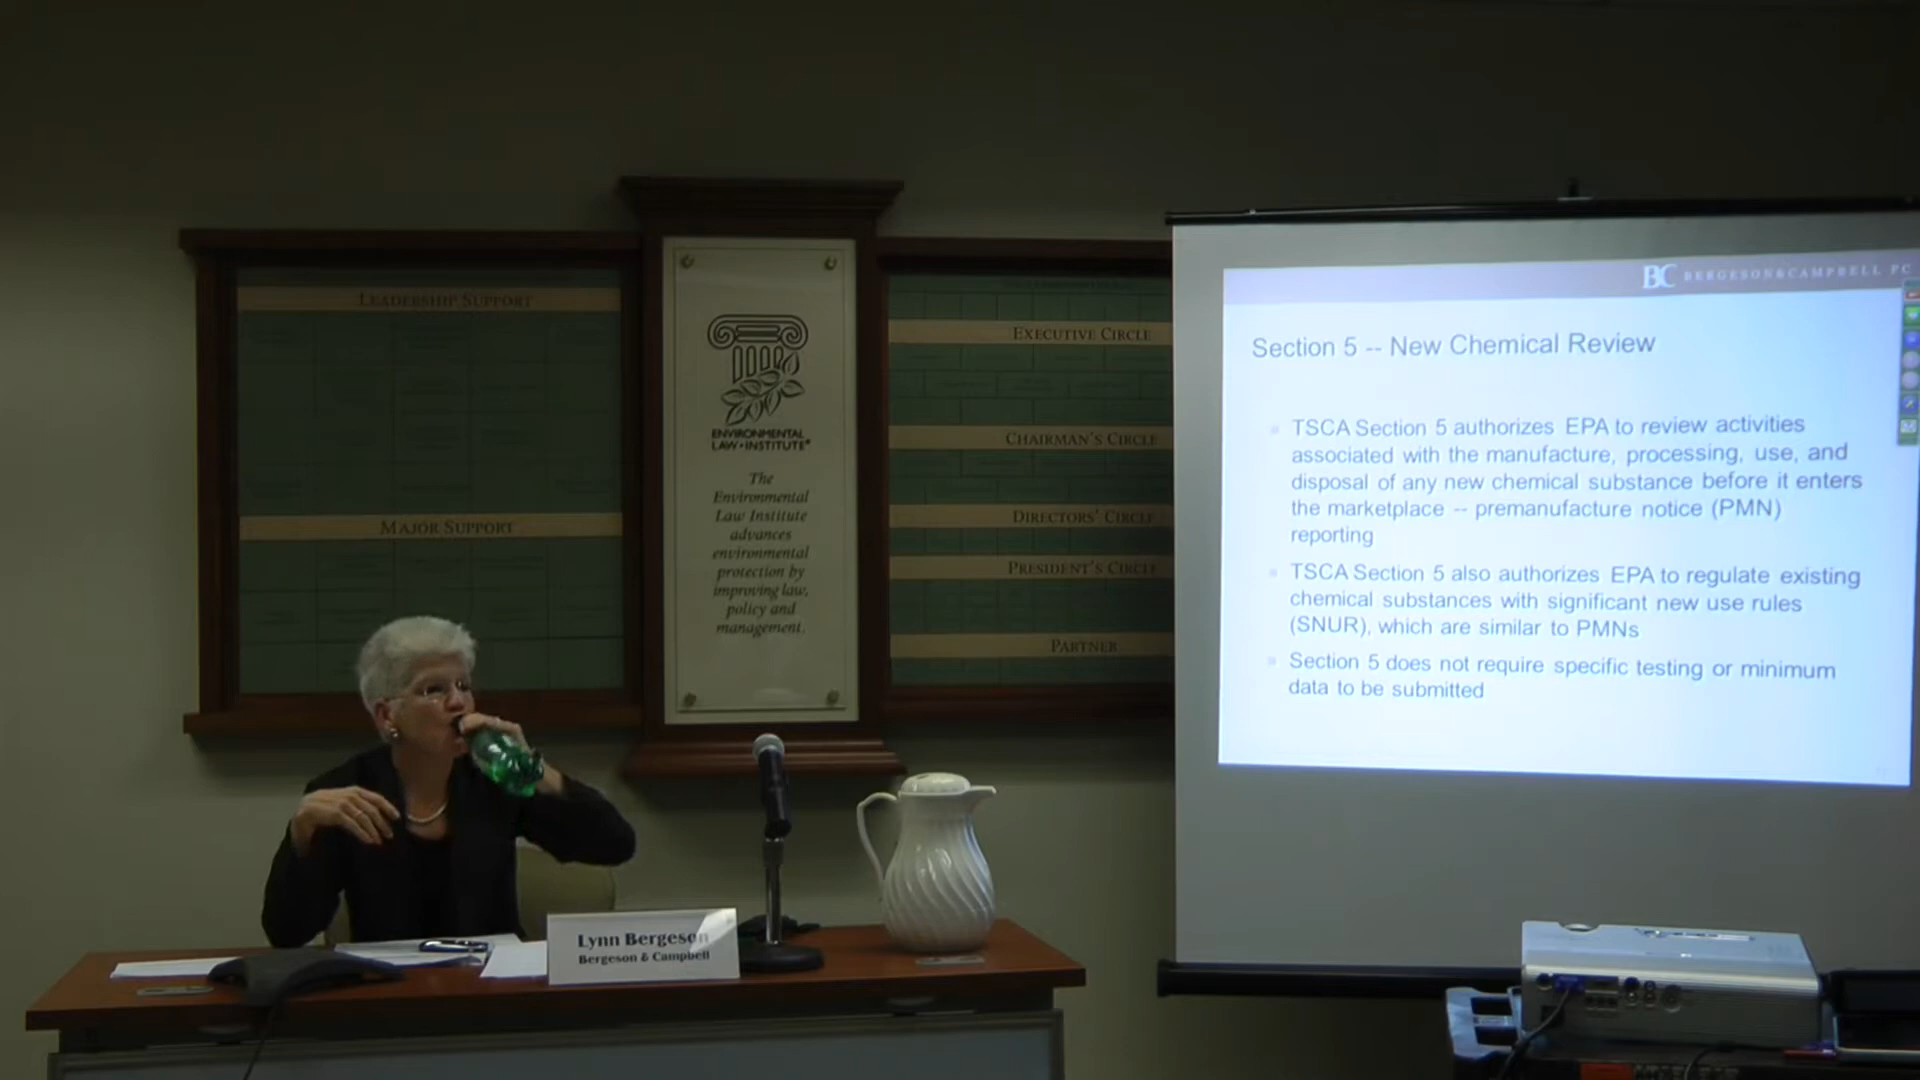 LEADERSHIP SUPPORT
MAJOR SUPPORT
ENVIRONMENTAL
LAW•INSTITUTE®
The
Environmental
Law Institute
advances
environmental
protection by
improving law,
policy and
management.
EXECUTIVE CIRCLE
CHAIRMAN'S CIRCLE
DIRECTORS' CIRCLE
PRESIDENT'S CIRCLE
PARTNER
BC BERGESON&CAMPBELL PC
Section 5 -- New Chemical Review
TSCA Section 5 authorizes EPA to review activities
associated with the manufacture, processing, use, and
disposal of any new chemical substance before it enters
the marketplace -- premanufacture notice (PMN)
reporting
TSCA Section 5 also authorizes EPA to regulate existing
chemical substances with significant new use rules
(SNUR), which are similar to PMNs
Section 5 does not require specific testing or minimum
data to be submitted
Lynn Bergeson
Bergeson & Campbell